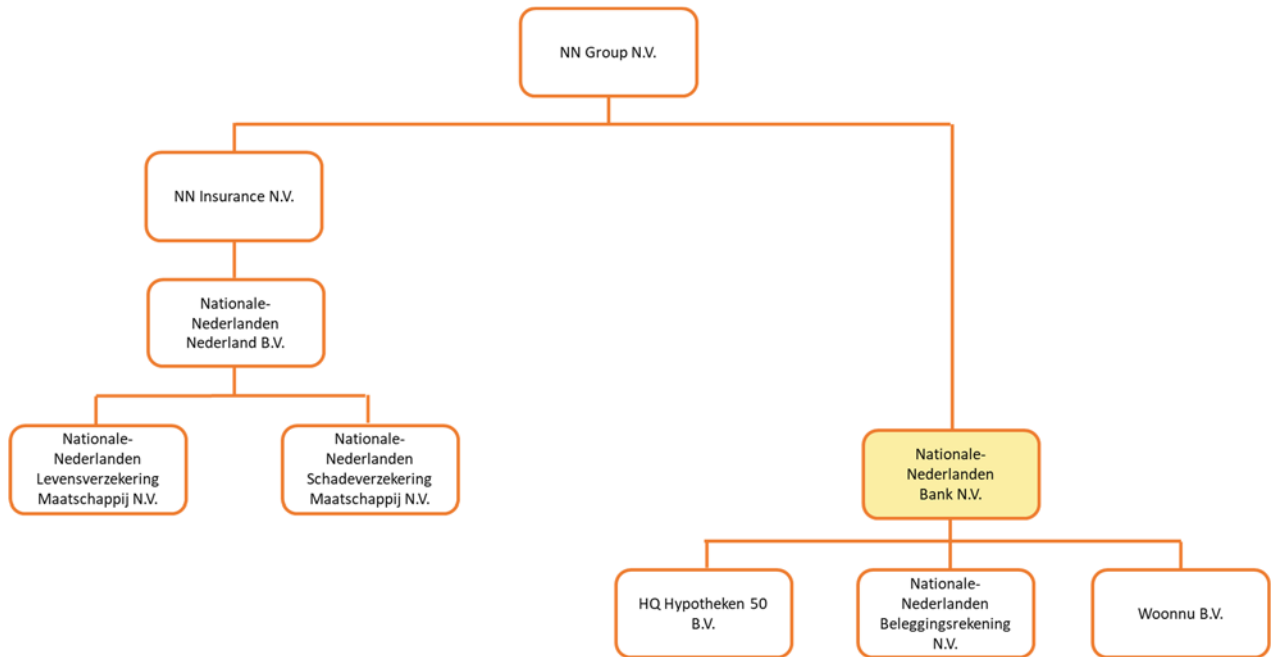 NN Group N.V.
NN Insurance N.V.
Nationale-
Nederlanden
Nederland B.V.
Nationale-
Nederlanden
Levensverzekering
Maatschappij N.V.
Nationale-
Nederlanden
Schadeverzekering
Maatschappij N.V.
Nationale-
Nederlanden
Bank N.V.
HQ Hypotheken 50
B.V.
Nationale-
Nederlanden
Beleggingsrekening
N.V.
Woonnu B.V.